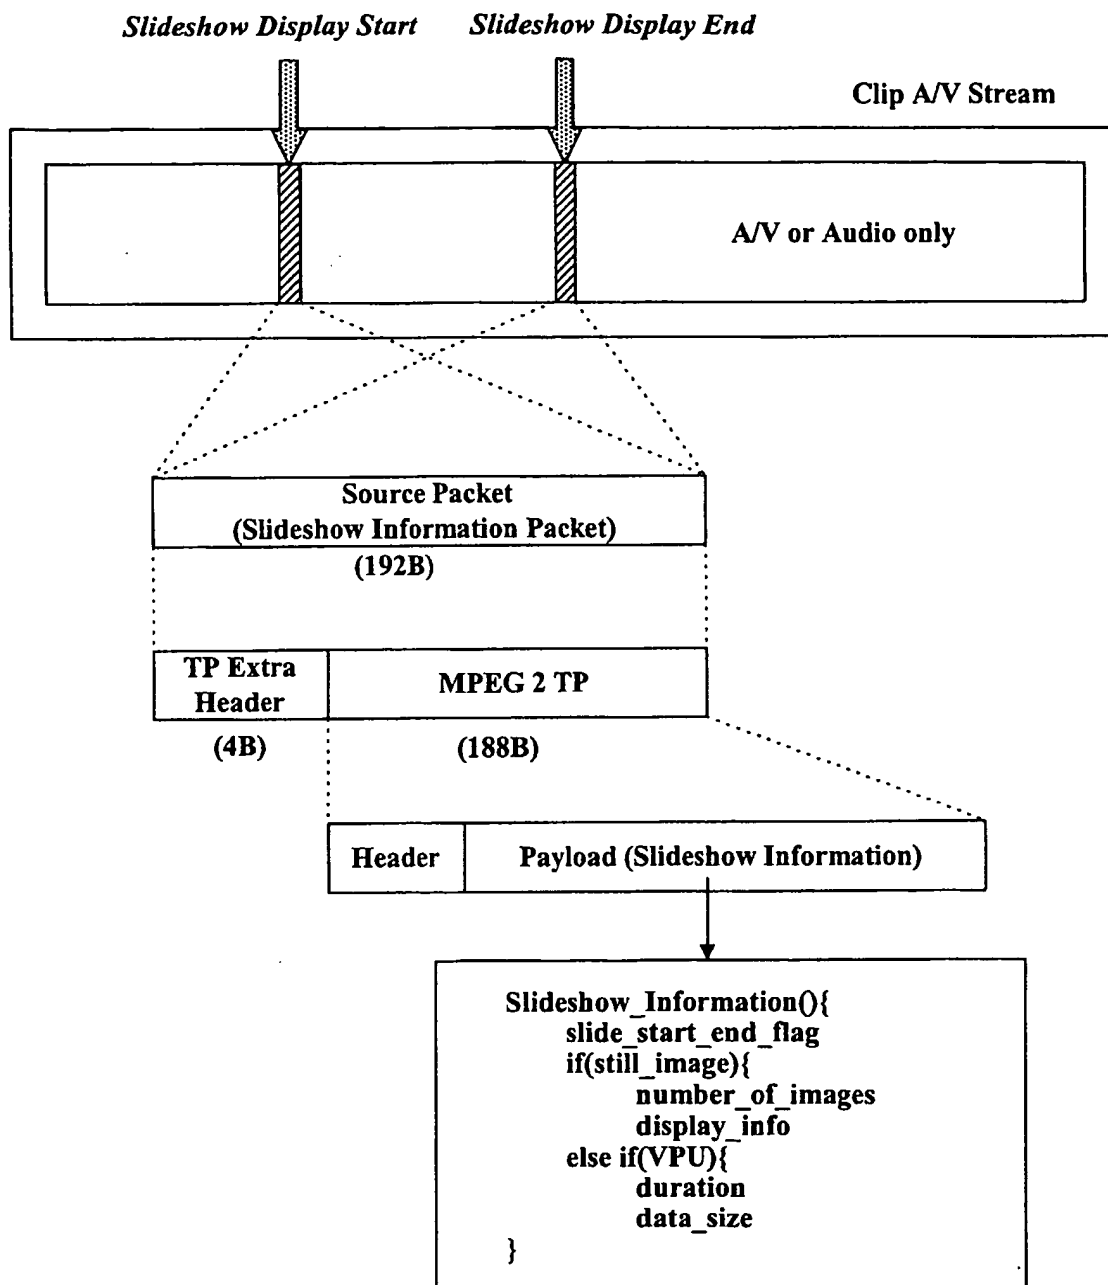 Slideshow Display Start
Slideshow Display End
Clip A/V Stream
A/V or Audio only
Source Packet
(Slideshow Information Packet)
(192B)
TP Extra
Header
MPEG 2 TP
(4B)
(188B)
Header
Payload (Slideshow Information)
Slideshow_Information(){
slide_start_end_flag
if(still_image){
number_of_images
display_info
else if(VPU){
duration
data_size
}